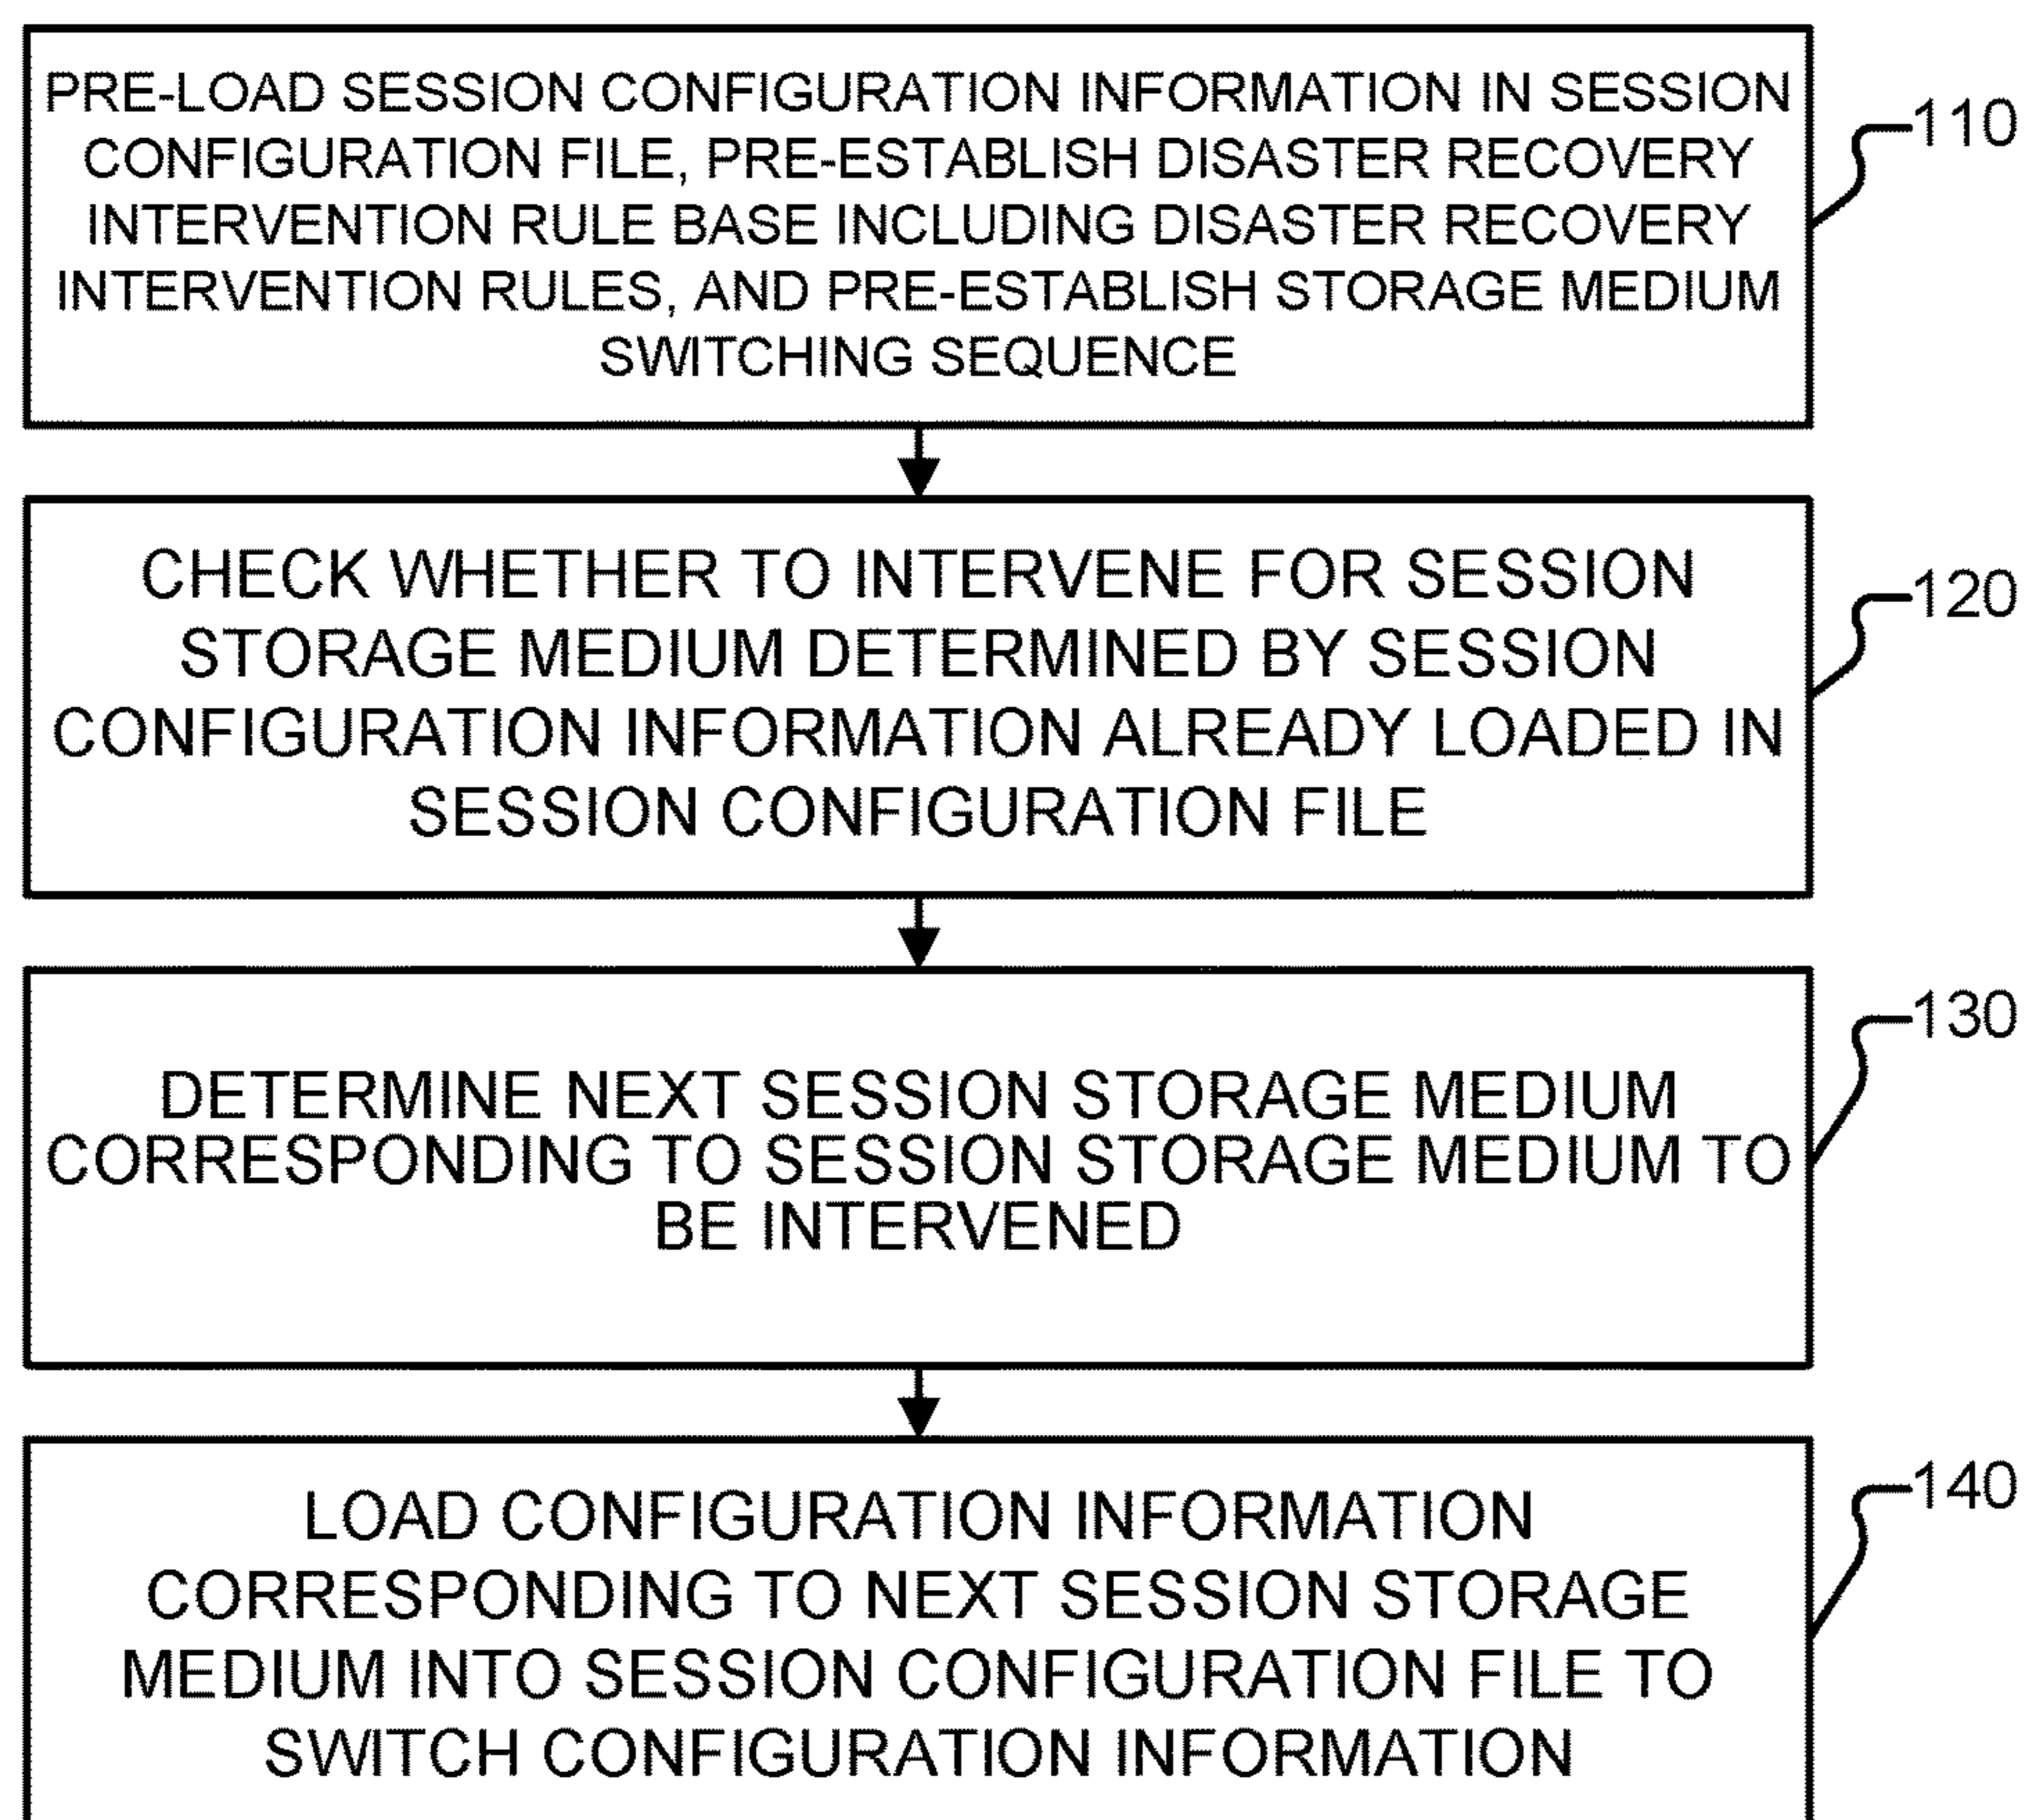 PRE-LOAD SESSION CONFIGURATION INFORMATION IN SESSION
CONFIGURATION FILE, PRE-ESTABLISH DISASTER RECOVERY
INTERVENTION RULE BASE INCLUDING DISASTER RECOVERY
INTERVENTION RULES, AND PRE-ESTABLISH STORAGE MEDIUM
SWITCHING SEQUENCE
110
CHECK WHETHER TO INTERVENE FOR SESSION
STORAGE MEDIUM DETERMINED BY SESSION
CONFIGURATION INFORMATION ALREADY LOADED IN
SESSION CONFIGURATION FILE
120
DETERMINE NEXT SESSION STORAGE MEDIUM
CORRESPONDING TO SESSION STORAGE MEDIUM TO
BE INTERVENED
130
LOAD CONFIGURATION INFORMATION
CORRESPONDING TO NEXT SESSION STORAGE
MEDIUM INTO SESSION CONFIGURATION FILE TO
SWITCH CONFIGURATION INFORMATION
140